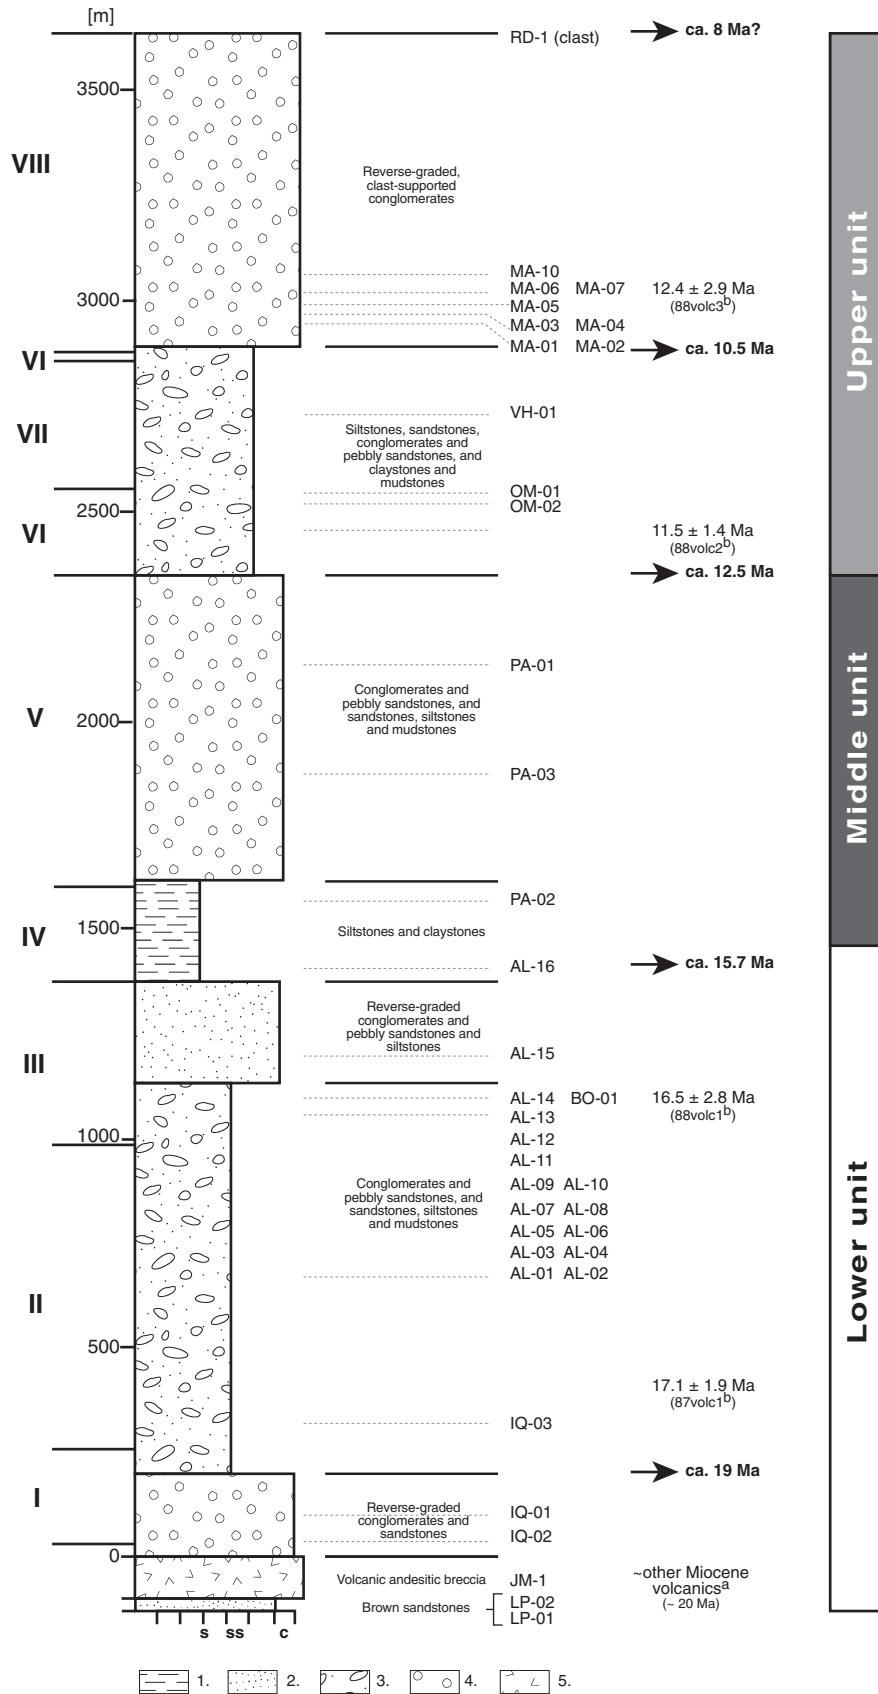 [m]
RD-1 (clast)
ca. 8 Ma?
3500
VIII
Reverse-graded,
clast-supported
conglomerates
Upper unit
MA-10
MA-06 MA-07
12.4 ± 2.9 Ma
(88volc3b)
3000
MA-05
MA-03 MA-04
MA-01 MA-02
ca. 10.5 Ma
VI
VH-01
VII
Siltstones, sandstones,
conglomerates and
pebbly sandstones, and
claystones and
mudstones
OM-01
2500
OM-02
VI
11.5 ± 1.4 Ma
(88volc2b)
ca. 12.5 Ma
PA-01
Conglomerates and
pebbly sandstones, and
sandstones, siltstones
and mudstones
V
2000
Middle unit
PA-03
PA-02
1500
IV
Siltstones and claystones
AL-16
ca. 15.7 Ma
Reverse-graded
conglomerates and
pebbly sandstones and
siltstones
III
AL-15
AL-14 BO-01
16.5 ± 2.8 Ma
(88volc1b)
AL-13
1000
AL-12
AL-11
Conglomerates and
pebbly sandstones, and
sandstones, siltstones
and mudstones
AL-09 AL-10
AL-07 AL-08
AL-05 AL-06
AL-03 AL-04
AL-01 AL-02
Lower unit
II
500
17.1 ± 1.9 Ma
(87volc1b)
IQ-03
ca. 19 Ma
I
Reverse-graded
conglomerates and
sandstones
IQ-01
IQ-02
0
Volcanic andesitic breccia
JM-1
~other Miocene
volcanicsa
(~ 20 Ma)
Brown sandstones
LP-02
LP-01
s ss c
1. 2. 3. 4. 5.